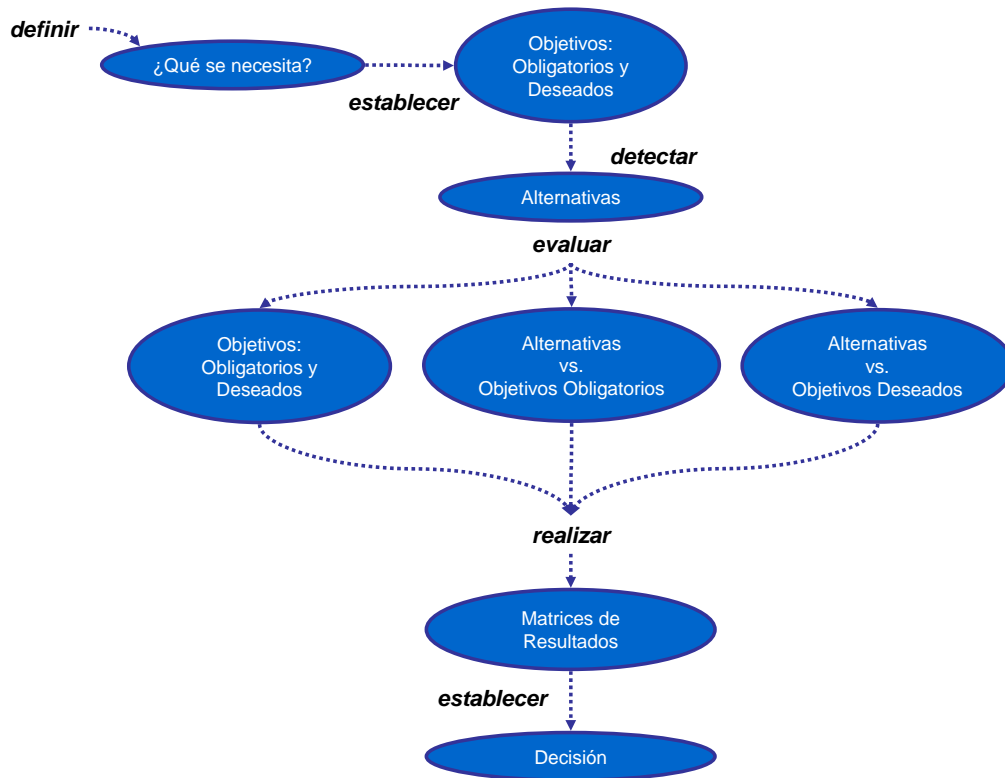 definir
¿Qué se necesita?
establecer
Objetivos:
Obligatorios y
Deseados
detectar
Alternativas
evaluar
Objetivos:
Obligatorios y
Deseados
Alternativas
vs.
Objetivos Obligatorios
Alternativas
vs.
Objetivos Deseados
realizar
Matrices de
Resultados
establecer
Decisión